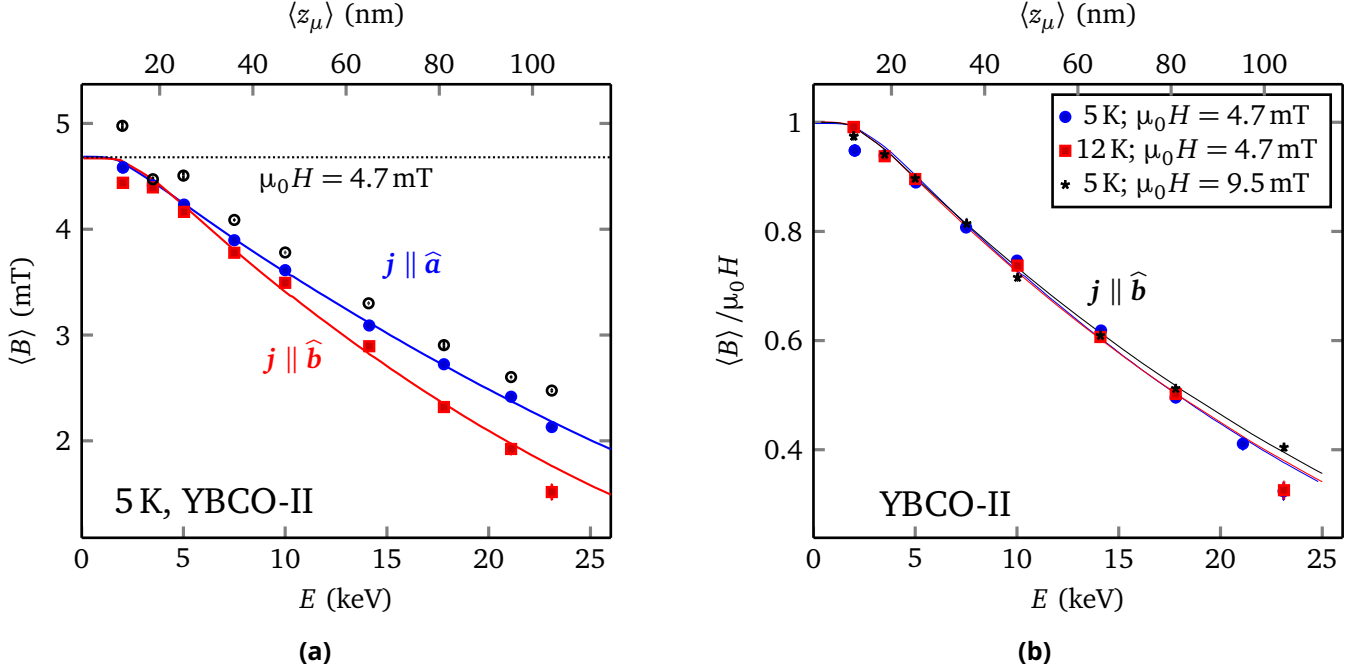 ⟨z_μ⟩ (nm)
20 40 60 80 100
5
4
3
2
⟨B⟩ (mT)
μ₀H = 4.7 mT
j ∥ â
j ∥ b̂
5 K, YBCO-II
0 5 10 15 20 25
E (keV)
(a)
⟨z_μ⟩ (nm)
20 40 60 80 100
1
0.8
0.6
0.4
⟨B⟩ /μ₀H
5 K; μ₀H = 4.7 mT
12 K; μ₀H = 4.7 mT
5 K; μ₀H = 9.5 mT
j ∥ b̂
YBCO-II
0 5 10 15 20 25
E (keV)
(b)